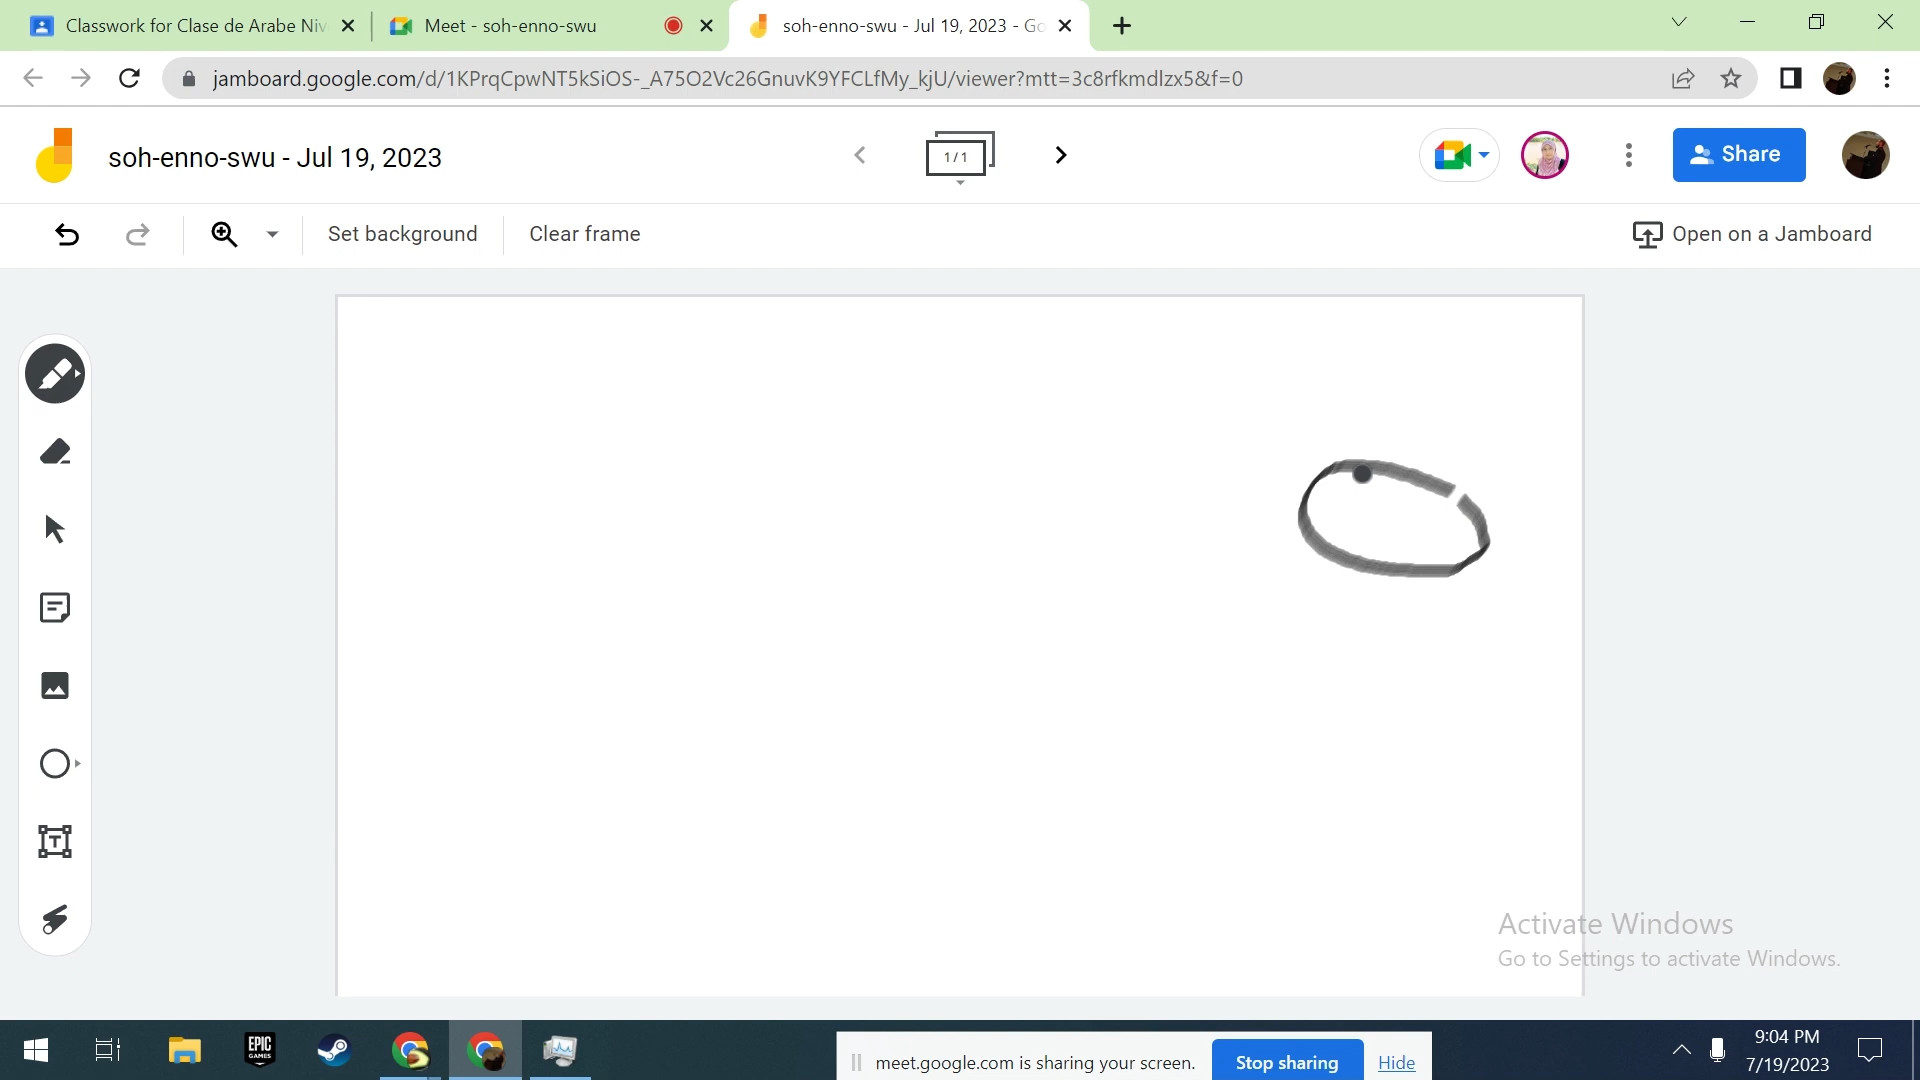 Classwork for Clase de Arabe Niv
Meet - soh-enno-swu
soh-enno-swu - Jul 19, 2023 - Go
jamboard.google.com/d/1KPrqCpwNT5kSiOS-_A75O2Vc26GnuvK9YFCLfMy_kjU/viewer?mtt=3c8rfkmdlzx5&f=0
soh-enno-swu - Jul 19, 2023
1 / 1
Share
Set background
Clear frame
Open on a Jamboard
Activate Windows
Go to Settings to activate Windows.
EPIC
GAMES
meet.google.com is sharing your screen.
Stop sharing
Hide
9:04 PM
7/19/2023